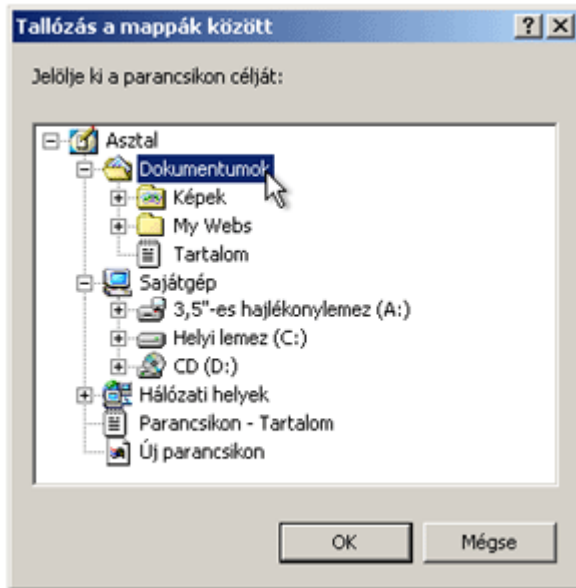 Tallózás a mappák között
Jelölje ki a parancsikon célját:
Asztal
Dokumentumok
Képek
My Webs
Tartalom
Sajátgép
3,5"-es hajlékonylemez (A:)
Helyi lemez (C:)
CD (D:)
Hálózati helyek
Parancsikon - Tartalom
Új parancsikon
OK Mégse